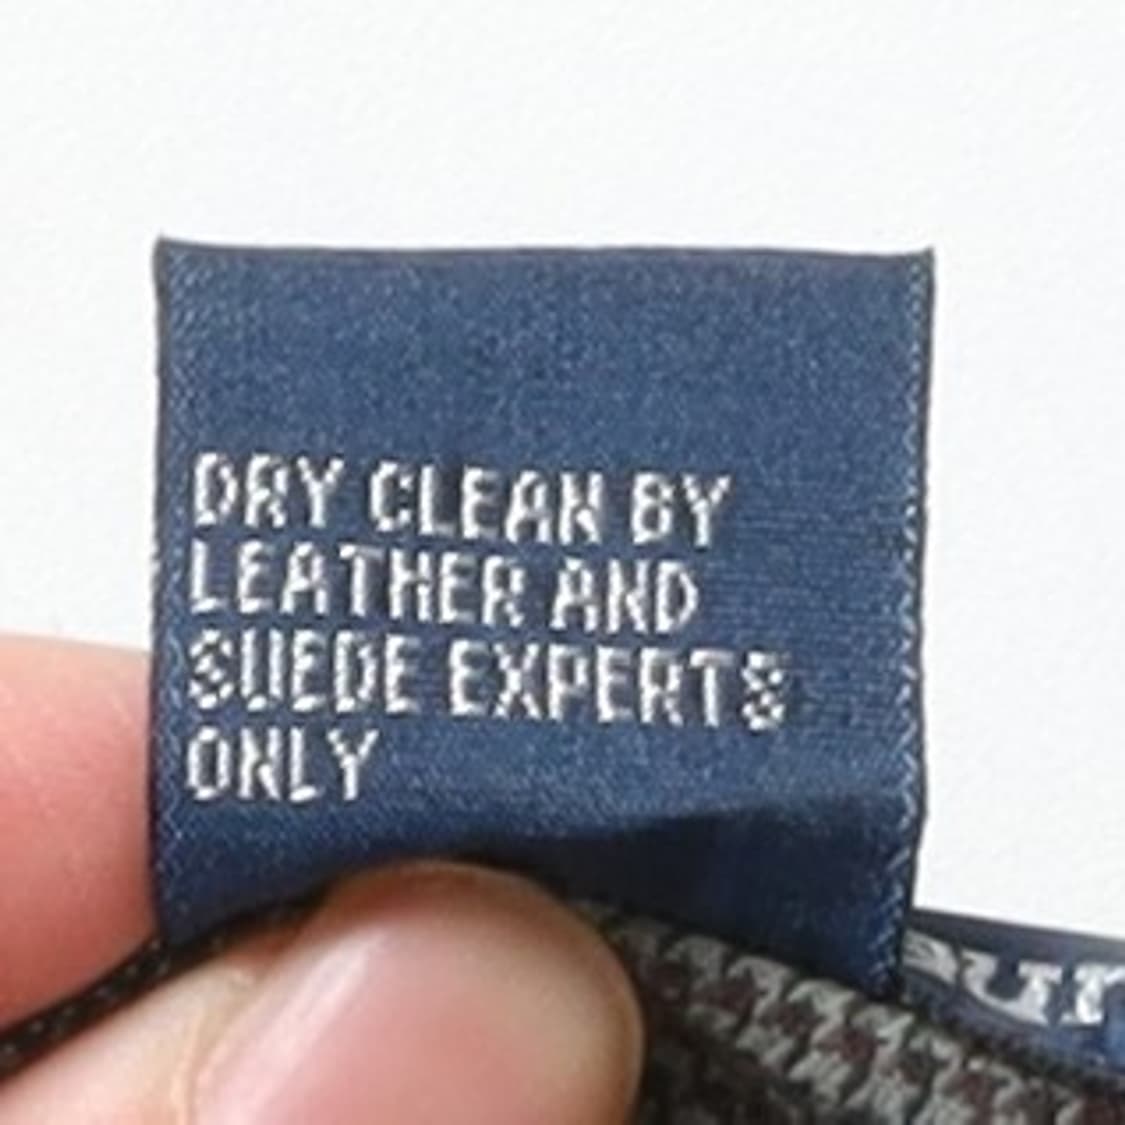 DRY CLEAN BY
LEATHER AND
SUEDE EXPERTS
ONLY